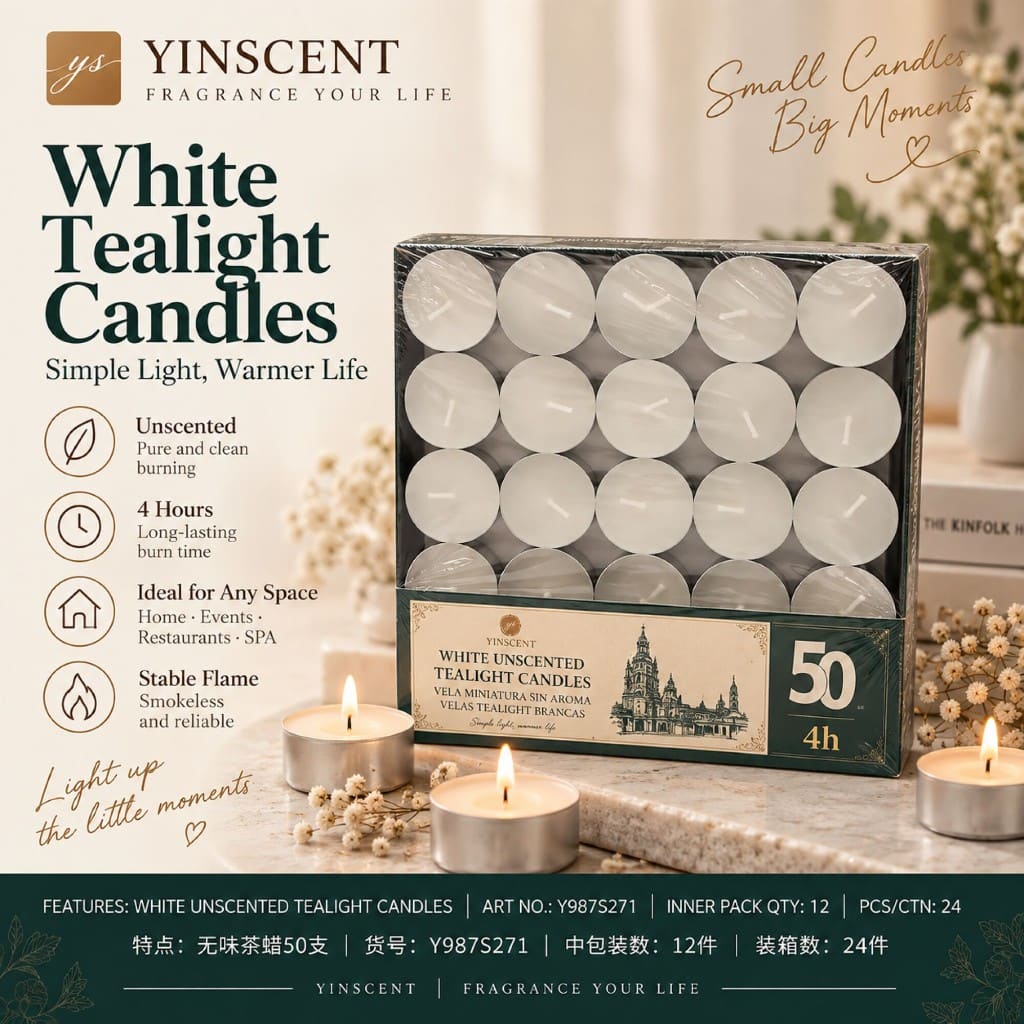 ys
YINSCENT
FRAGRANCE YOUR LIFE
Small Candles
Big Moments
White
Tealight
Candles
Simple Light, Warmer Life
Unscented
Pure and clean
burning
4 Hours
Long-lasting
burn time
Ideal for Any Space
Home · Events ·
Restaurants · SPA
Stable Flame
Smokeless
and reliable
Light up
the little moments
THE KINFOLK H
ys
YINSCENT
WHITE UNSCENTED
TEALIGHT CANDLES
VELA MINIATURA SIN AROMA
VELAS TEALIGHT BRANCAS
Simple light, warmer life
50
4h
FEATURES: WHITE UNSCENTED TEALIGHT CANDLES | ART NO.: Y987S271 | INNER PACK QTY: 12 | PCS/CTN: 24
特点：无味茶蜡50支 | 货号：Y987S271 | 中包装数：12件 | 装箱数：24件
YINSCENT | FRAGRANCE YOUR LIFE